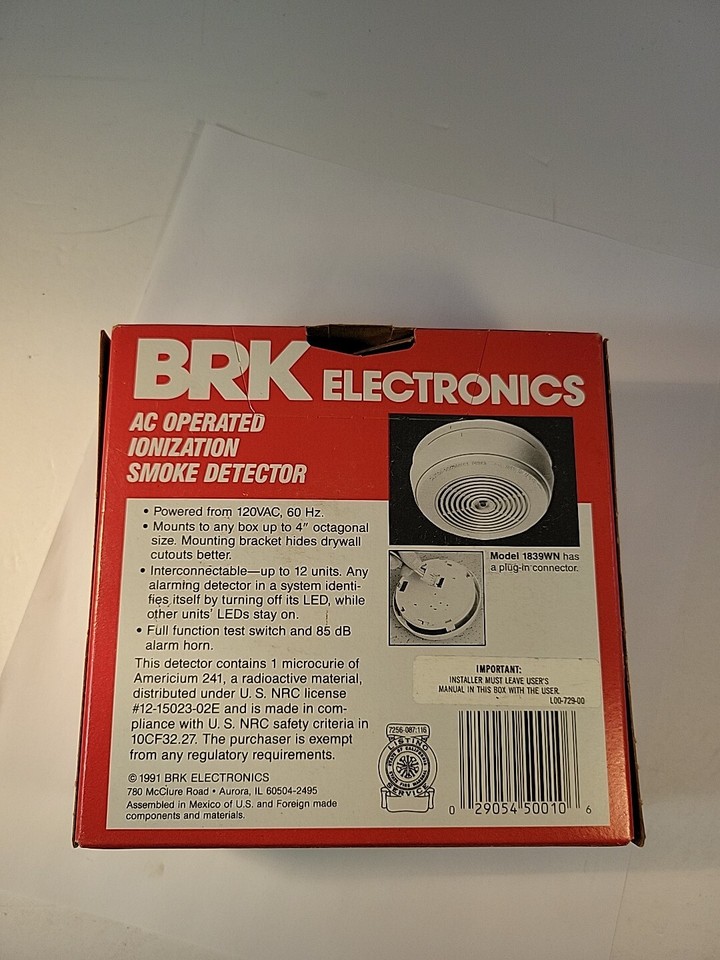 BRK ELECTRONICS
AC OPERATED
IONIZATION
SMOKE DETECTOR
• Powered from 120VAC, 60 Hz.
• Mounts to any box up to 4" octagonal
size. Mounting bracket hides drywall
cutouts better.
• Interconnectable—up to 12 units. Any
alarming detector in a system identi-
fies itself by turning off its LED, while
other units' LEDs stay on.
• Full function test switch and 85 dB
alarm horn.
This detector contains 1 microcurie of
Americium 241, a radioactive material,
distributed under U. S. NRC license
#12-15023-02E and is made in com-
pliance with U. S. NRC safety criteria in
10CF32.27. The purchaser is exempt
from any regulatory requirements.
© 1991 BRK ELECTRONICS
780 McClure Road • Aurora, IL 60504-2495
Assembled in Mexico of U.S. and Foreign made
components and materials.
Model 1839WN has
a plug-in connector.
IMPORTANT:
INSTALLER MUST LEAVE USER'S
MANUAL IN THIS BOX WITH THE USER.
L00-729-00
7256-087:116
LISTING
SERVICE
0 29054 50010 6